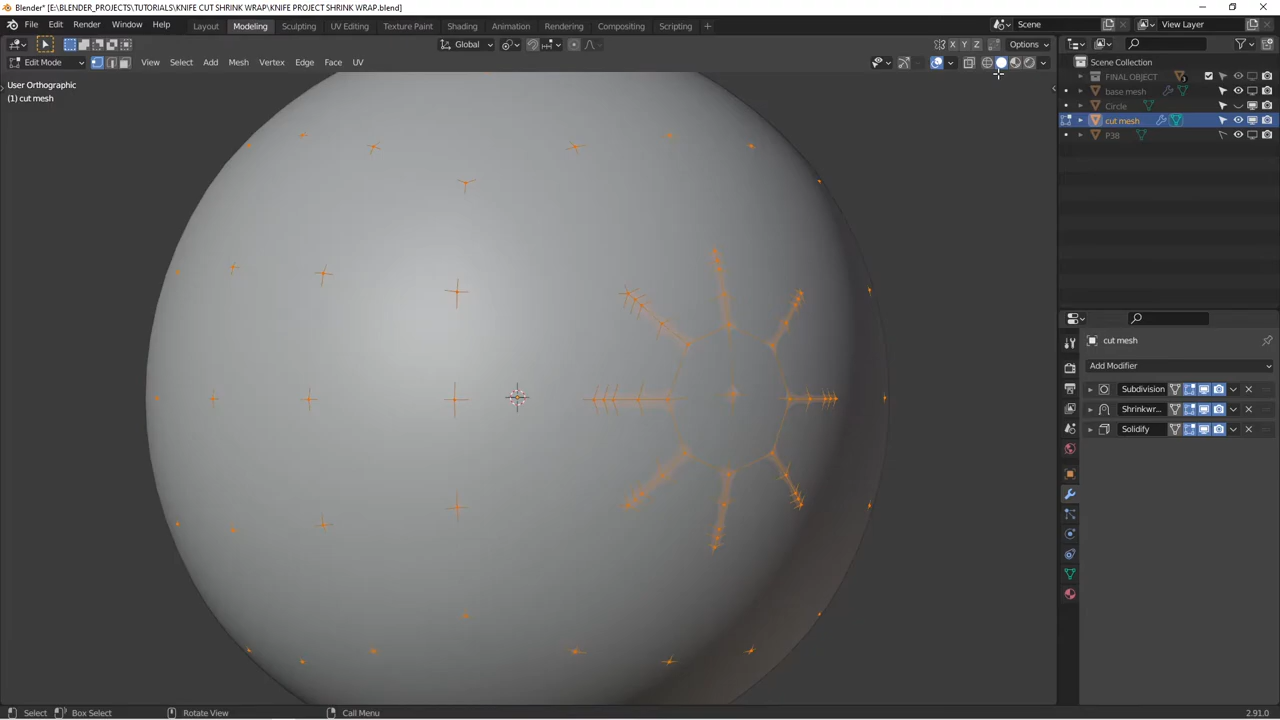 Blender* [E:\BLENDER_PROJECTS\TUTORIALS\KNIFE CUT SHRINK WRAP\KNIFE PROJECT SHRINK WRAP.blend]
File Edit Render Window Help Layout Modeling Sculpting UV Editing Texture Paint Shading Animation Rendering Compositing Scripting Scene View Layer
Global X Y Z Options
Edit Mode View Select Add Mesh Vertex Edge Face UV
Scene Collection
User Orthographic
(1) cut mesh
FINAL OBJECT
base mesh
Circle
cut mesh
P38
cut mesh
Add Modifier
Subdivision
Shrinkwr...
Solidify
Select Box Select Rotate View Call Menu 2.91.0